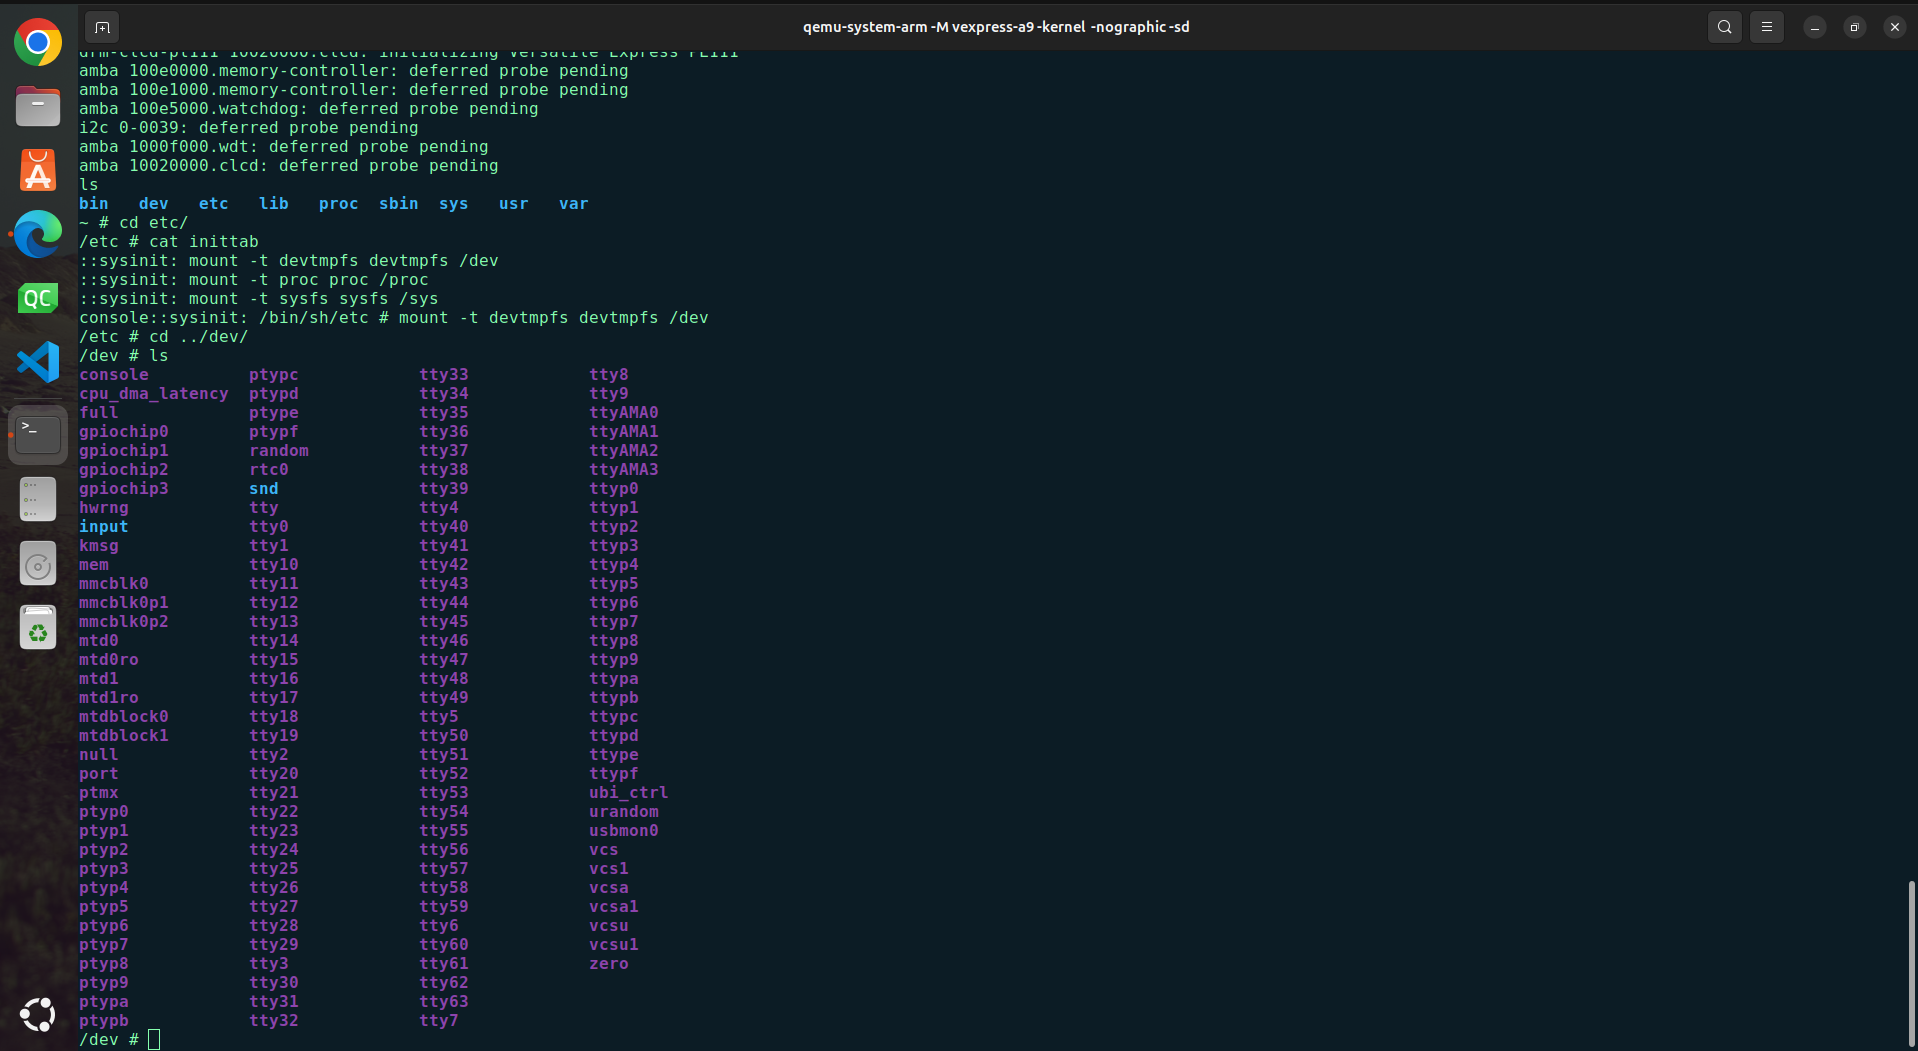 qemu-system-arm -M vexpress-a9 -kernel -nographic -sd
drm-clcd-pl111 10020000.clcd: initializing Versatile Express PL111
amba 100e0000.memory-controller: deferred probe pending
amba 100e1000.memory-controller: deferred probe pending
amba 100e5000.watchdog: deferred probe pending
i2c 0-0039: deferred probe pending
amba 1000f000.wdt: deferred probe pending
amba 10020000.clcd: deferred probe pending
ls
bin dev etc lib proc sbin sys usr var
~ # cd etc/
/etc # cat inittab
::sysinit: mount -t devtmpfs devtmpfs /dev
::sysinit: mount -t proc proc /proc
::sysinit: mount -t sysfs sysfs /sys
console::sysinit: /bin/sh/etc # mount -t devtmpfs devtmpfs /dev
/etc # cd ../dev/
/dev # ls
console ptypc tty33 tty8
cpu_dma_latency ptypd tty34 tty9
full ptype tty35 ttyAMA0
gpiochip0 ptypf tty36 ttyAMA1
gpiochip1 random tty37 ttyAMA2
gpiochip2 rtc0 tty38 ttyAMA3
gpiochip3 snd tty39 ttyp0
hwrng tty tty4 ttyp1
input tty0 tty40 ttyp2
kmsg tty1 tty41 ttyp3
mem tty10 tty42 ttyp4
mmcblk0 tty11 tty43 ttyp5
mmcblk0p1 tty12 tty44 ttyp6
mmcblk0p2 tty13 tty45 ttyp7
mtd0 tty14 tty46 ttyp8
mtd0ro tty15 tty47 ttyp9
mtd1 tty16 tty48 ttypa
mtd1ro tty17 tty49 ttypb
mtdblock0 tty18 tty5 ttypc
mtdblock1 tty19 tty50 ttypd
null tty2 tty51 ttype
port tty20 tty52 ttypf
ptmx tty21 tty53 ubi_ctrl
ptyp0 tty22 tty54 urandom
ptyp1 tty23 tty55 usbmon0
ptyp2 tty24 tty56 vcs
ptyp3 tty25 tty57 vcs1
ptyp4 tty26 tty58 vcsa
ptyp5 tty27 tty59 vcsa1
ptyp6 tty28 tty6 vcsu
ptyp7 tty29 tty60 vcsu1
ptyp8 tty3 tty61 zero
ptyp9 tty30 tty62
ptypa tty31 tty63
ptypb tty32 tty7
/dev #
QC